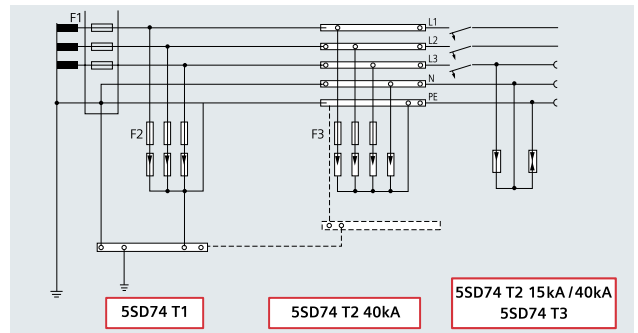 F1
L1
L2
L3
N
PE
F2
F3
5SD74 T1
5SD74 T2 40kA
5SD74 T2 15kA/40kA
5SD74 T3